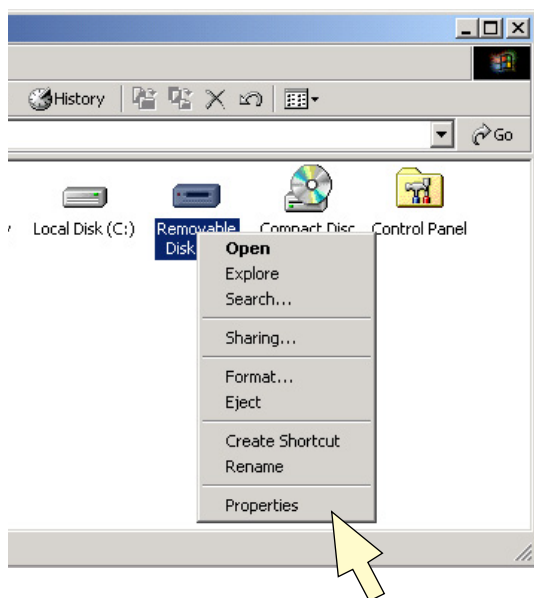 History
Go
Local Disk (C:)
Removable
Disk
Compact Disc
Control Panel
Open
Explore
Search...
Sharing...
Format...
Eject
Create Shortcut
Rename
Properties